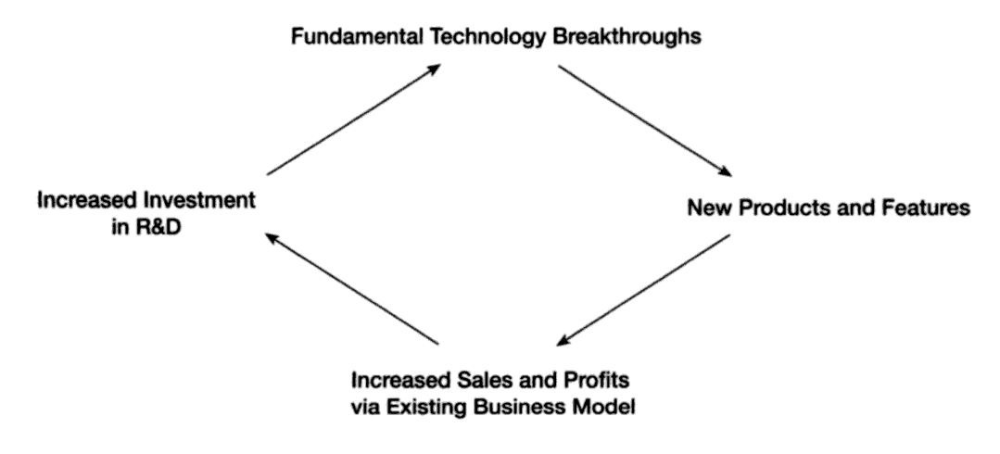 Fundamental Technology Breakthroughs
Increased Investment
in R&D
New Products and Features
Increased Sales and Profits
via Existing Business Model